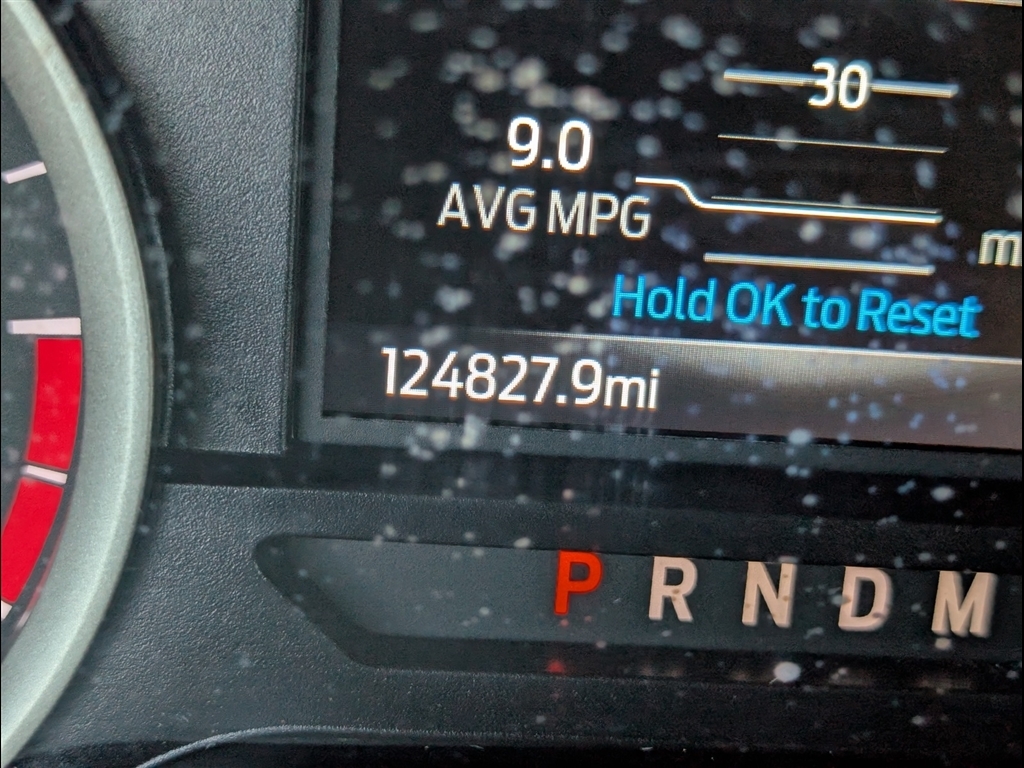 30
9.0
AVG MPG
m
Hold OK to Reset
124827.9mi
P R N D M